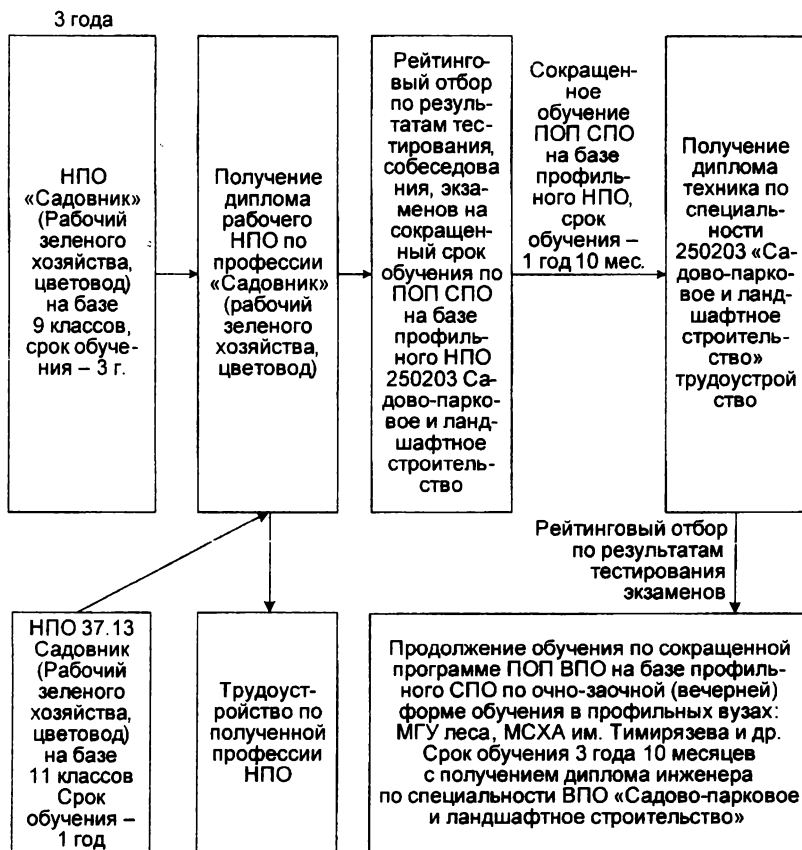 3 года
НПО
«Садовник»
(Рабочий
зеленого
хозяйства,
цветовод)
на базе
9 классов,
срок обуче-
ния – 3 г.
Получение
диплома
рабочего
НПО по
профессии
«Садовник»
(рабочий
зеленого
хозяйства,
цветовод)
Рейтинго-
вый отбор
по резуль-
татам тес-
тирования,
собеседова
ния, экза-
менов на
сокращен-
ный срок
обучения по
ПОП СПО
на базе
профиль-
ного НПО
250203 Са-
дово-парко-
вое и ланд-
шафтное
строитель-
ство
Сокращен-
ное
обучение
ПОП СПО
на базе
профиль-
ного НПО,
срок
обучения –
1 год 10 мес.
Получение
диплома
техника по
специаль-
ности
250203 «Са-
дово-парко-
вое и ланд-
шафтное
строитель-
ство»
трудоустрой
ство
Рейтинговый отбор
по результатам
тестирования
экзаменов
НПО 37.13
Садовник
(Рабочий
зеленого
хозяйства,
цветовод)
на базе
11 классов
Срок
обучения –
1 год
Трудоуст-
ройство по
полученной
профессии
НПО
Продолжение обучения по сокращенной
программе ПОП ВПО на базе профиль-
ного СПО по очно-заочной (вечерней)
форме обучения в профильных вузах:
МГУ леса, МСХА им. Тимирязева и др.
Срок обучения 3 года 10 месяцев
с получением диплома инженера
по специальности ВПО «Садово-парковое
и ландшафтное строительство»